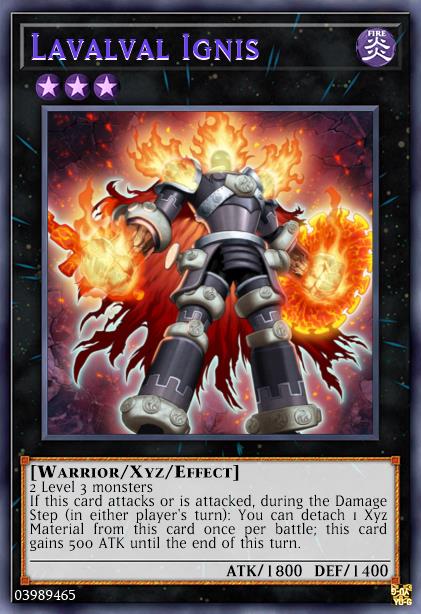 LAVALVAL IGNIS
FIRE
炎
[WARRIOR/XYZ/EFFECT]
2 Level 3 monsters
If this card attacks or is attacked, during the Damage
Step (in either player's turn): You can detach 1 Xyz
Material from this card once per battle; this card
gains 500 ATK until the end of this turn.
ATK/1800 DEF/1400
03989465